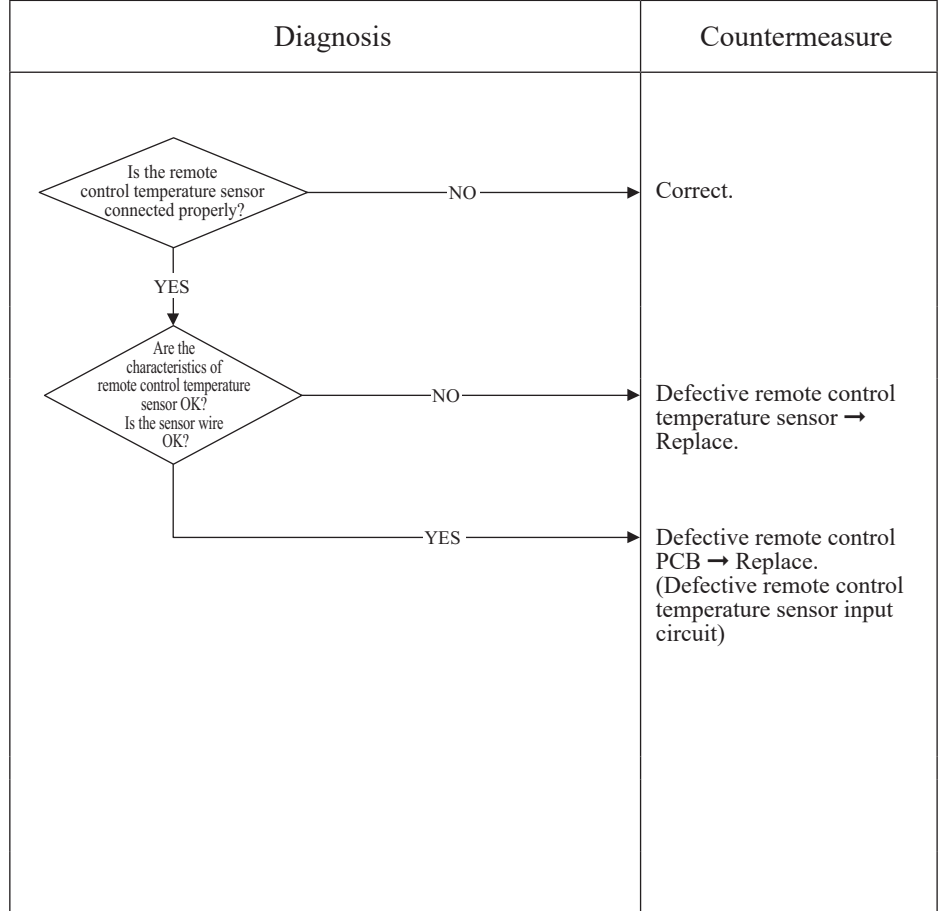 Diagnosis
Countermeasure
Is the remote
control temperature sensor
connected properly?
NO
Correct.
YES
Are the
characteristics of
remote control temperature
sensor OK?
Is the sensor wire
OK?
NO
Defective remote control
temperature sensor ➞
Replace.
YES
Defective remote control
PCB ➞ Replace.
(Defective remote control
temperature sensor input
circuit)